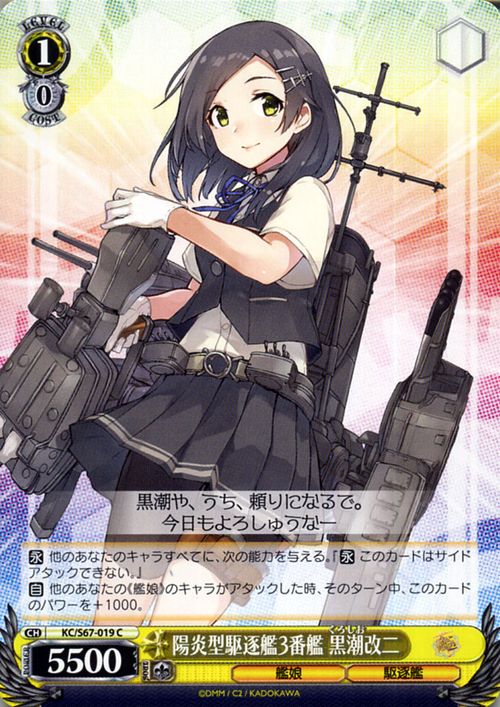 LEVEL
1
0
COST
黒潮や、うち、頼りになるで。
今日もよろしゅうなー
永 他のあなたのキャラすべてに、次の能力を与える。『永 このカードはサイド
アタックできない。』
自 他のあなたの《艦娘》のキャラがアタックした時、そのターン中、このカード
のパワーを+1000。
CH KC/S67-019 C
くろしお
陽炎型駆逐艦3番艦 黒潮改二
POWER 5500 SOUL
艦娘 駆逐艦
©DMM / C2 / KADOKAWA